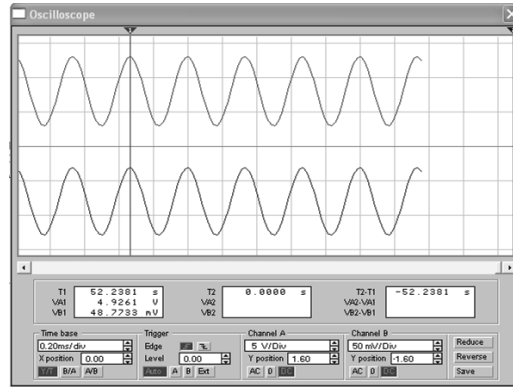 Oscilloscope
1
T1 52.2381 s
VA1 4.9261 V
VB1 48.7733 mV
T2 0.0000 s
VA2
VB2
T2-T1 -52.2381 s
VA2-VA1
VB2-VB1
Time base
0.20ms/div
X position 0.00
Y/T B/A A/B
Trigger
Edge
Level 0.00
Auto A B Ext
Channel A
5 V/Div
Y position 1.60
AC 0 DC
Channel B
50 mV/Div
Y position -1.60
AC 0 DC
Reduce
Reverse
Save